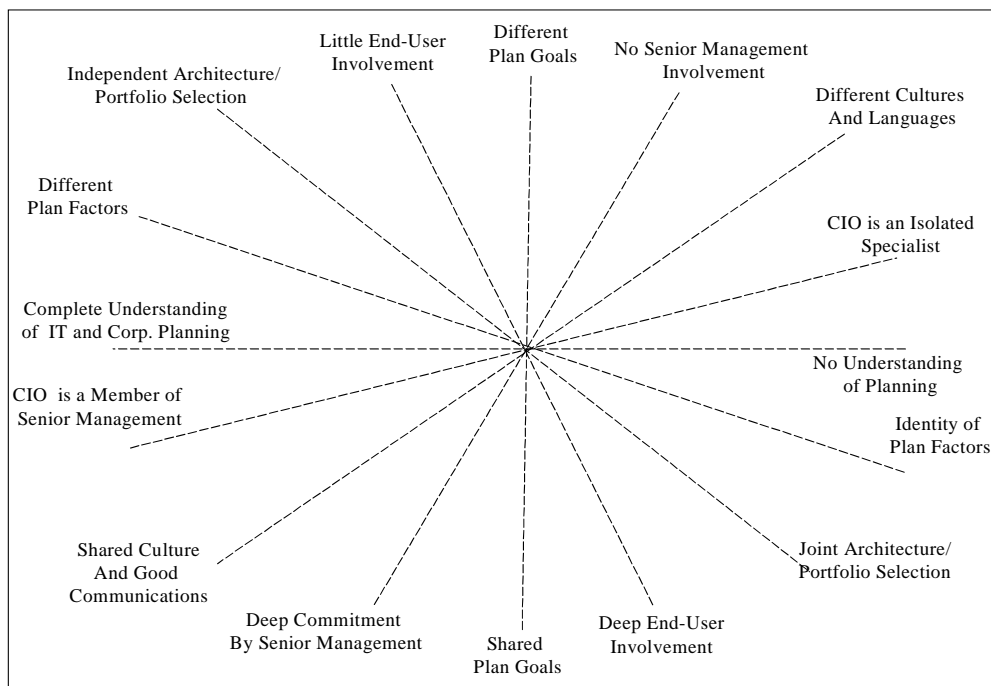 Little End-User
Involvement
Different
Plan Goals
No Senior Management
Involvement
Independent Architecture/
Portfolio Selection
Different Cultures
And Languages
Different
Plan Factors
CIO is an Isolated
Specialist
Complete Understanding
of IT and Corp. Planning
No Understanding
of Planning
CIO is a Member of
Senior Management
Identity of
Plan Factors
Shared Culture
And Good
Communications
Joint Architecture/
Portfolio Selection
Deep Commitment
By Senior Management
Shared
Plan Goals
Deep End-User
Involvement